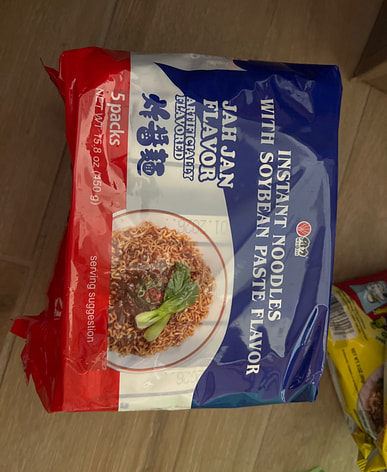 INSTANT NOODLES
WITH SOYBEAN PASTE FLAVOR
JAH JAN
FLAVOR
ARTIFICIALLY
FLAVORED
炸醬麵
5 packs
NET WT. 15.8 oz (450 g)
serving suggestion